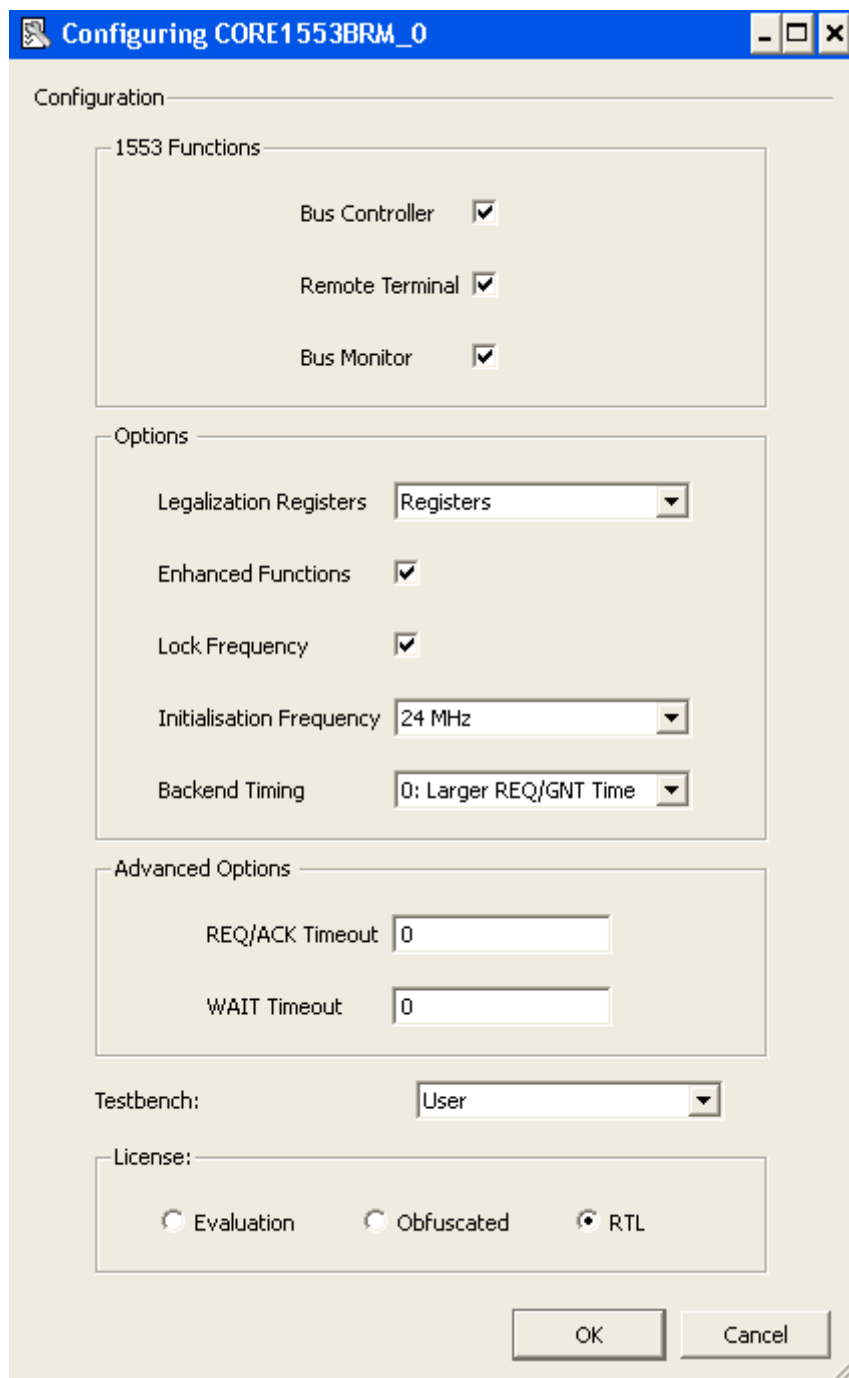 Configuring CORE1553BRM_0
Configuration
1553 Functions
Bus Controller
Remote Terminal
Bus Monitor
Options
Legalization Registers Registers
Enhanced Functions
Lock Frequency
Initialisation Frequency 24 MHz
Backend Timing 0: Larger REQ/GNT Time
Advanced Options
REQ/ACK Timeout 0
WAIT Timeout 0
Testbench: User
License:
Evaluation Obfuscated RTL
OK Cancel